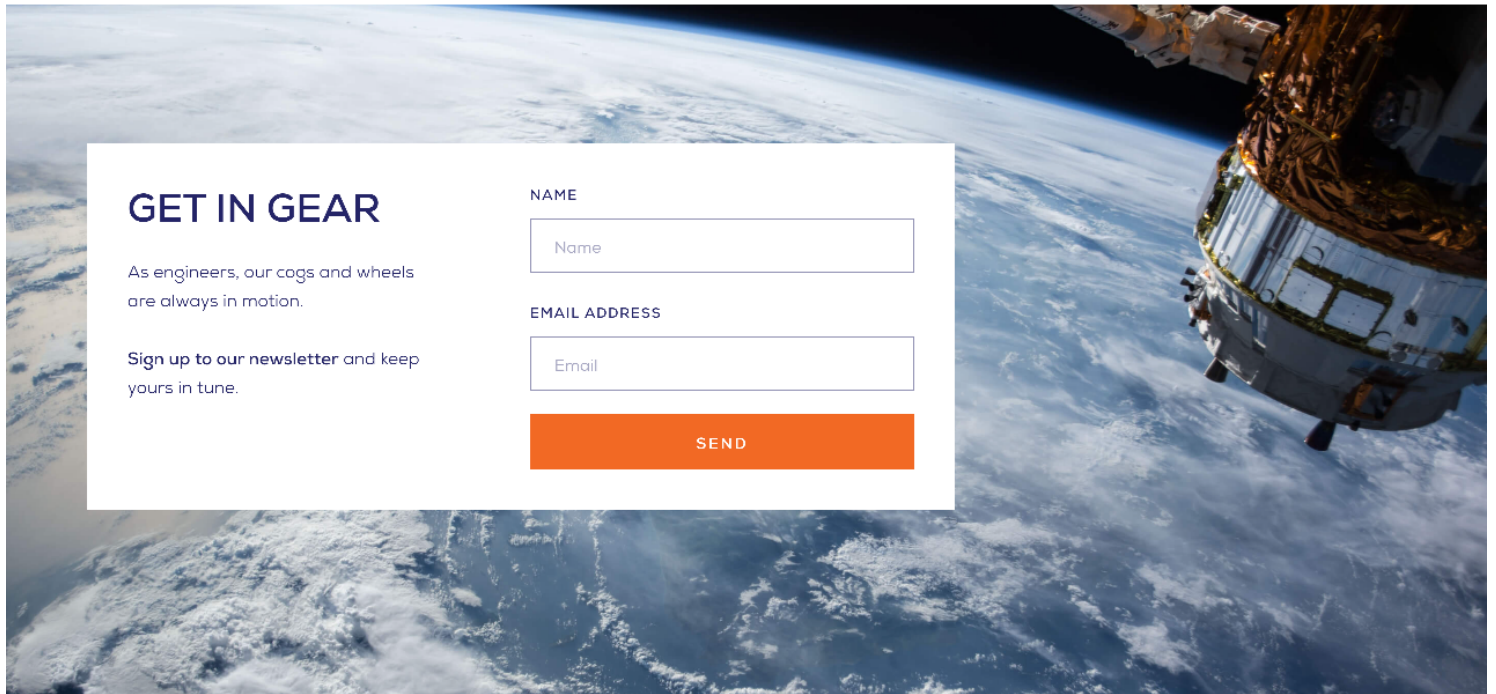 GET IN GEAR
As engineers, our cogs and wheels
are always in motion.
Sign up to our newsletter and keep
yours in tune.
NAME
Name
EMAIL ADDRESS
Email
SEND